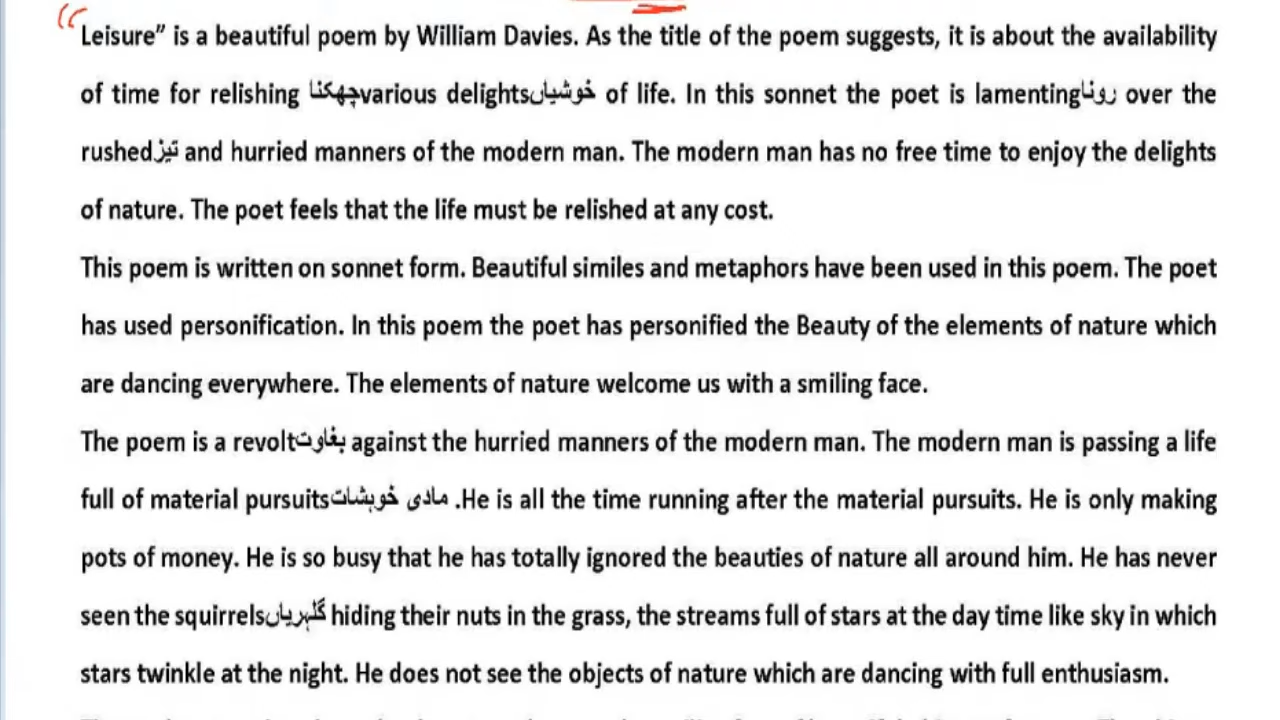 “Leisure” is a beautiful poem by William Davies. As the title of the poem suggests, it is about the availability
of time for relishing چھکنا various delights خوشیاں of life. In this sonnet the poet is lamenting رونا over the
rushed تیز and hurried manners of the modern man. The modern man has no free time to enjoy the delights
of nature. The poet feels that the life must be relished at any cost.
This poem is written on sonnet form. Beautiful similes and metaphors have been used in this poem. The poet
has used personification. In this poem the poet has personified the Beauty of the elements of nature which
are dancing everywhere. The elements of nature welcome us with a smiling face.
The poem is a revolt بغاوت against the hurried manners of the modern man. The modern man is passing a life
full of material pursuits مادی خوہشات .He is all the time running after the material pursuits. He is only making
pots of money. He is so busy that he has totally ignored the beauties of nature all around him. He has never
seen the squirrels گلہریاں hiding their nuts in the grass, the streams full of stars at the day time like sky in which
stars twinkle at the night. He does not see the objects of nature which are dancing with full enthusiasm.